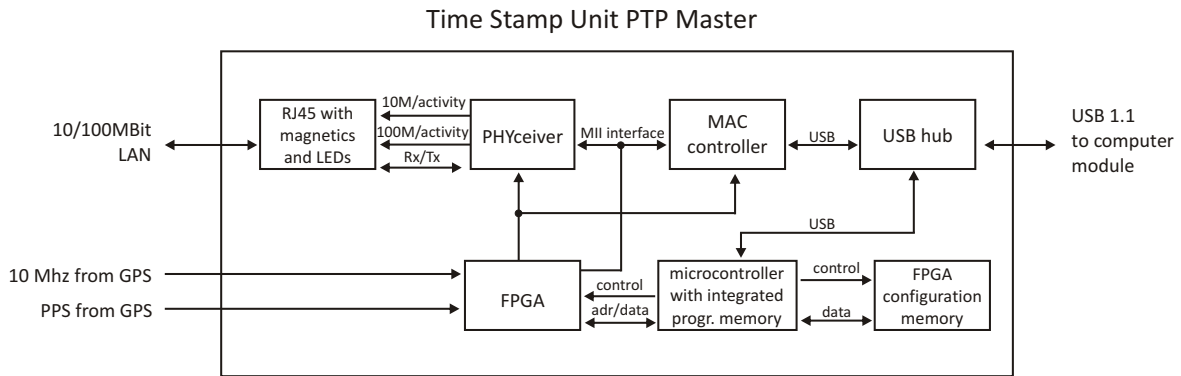 Time Stamp Unit PTP Master
10/100MBit
LAN
RJ45 with
magnetics
and LEDs
10M/activity
100M/activity
Rx/Tx
PHYceiver
MII interface
MAC
controller
USB
USB hub
USB 1.1
to computer
module
USB
10 Mhz from GPS
PPS from GPS
FPGA
control
adr/data
microcontroller
with integrated
progr. memory
control
data
FPGA
configuration
memory